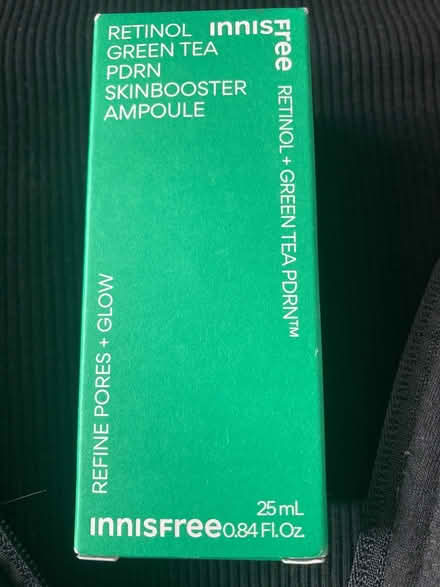 RETINOL
GREEN TEA
PDRN
SKINBOOSTER
AMPOULE
innisfree
RETINOL + GREEN TEA PDRN™
REFINE PORES + GLOW
25 mL
innisfree 0.84 Fl.Oz.